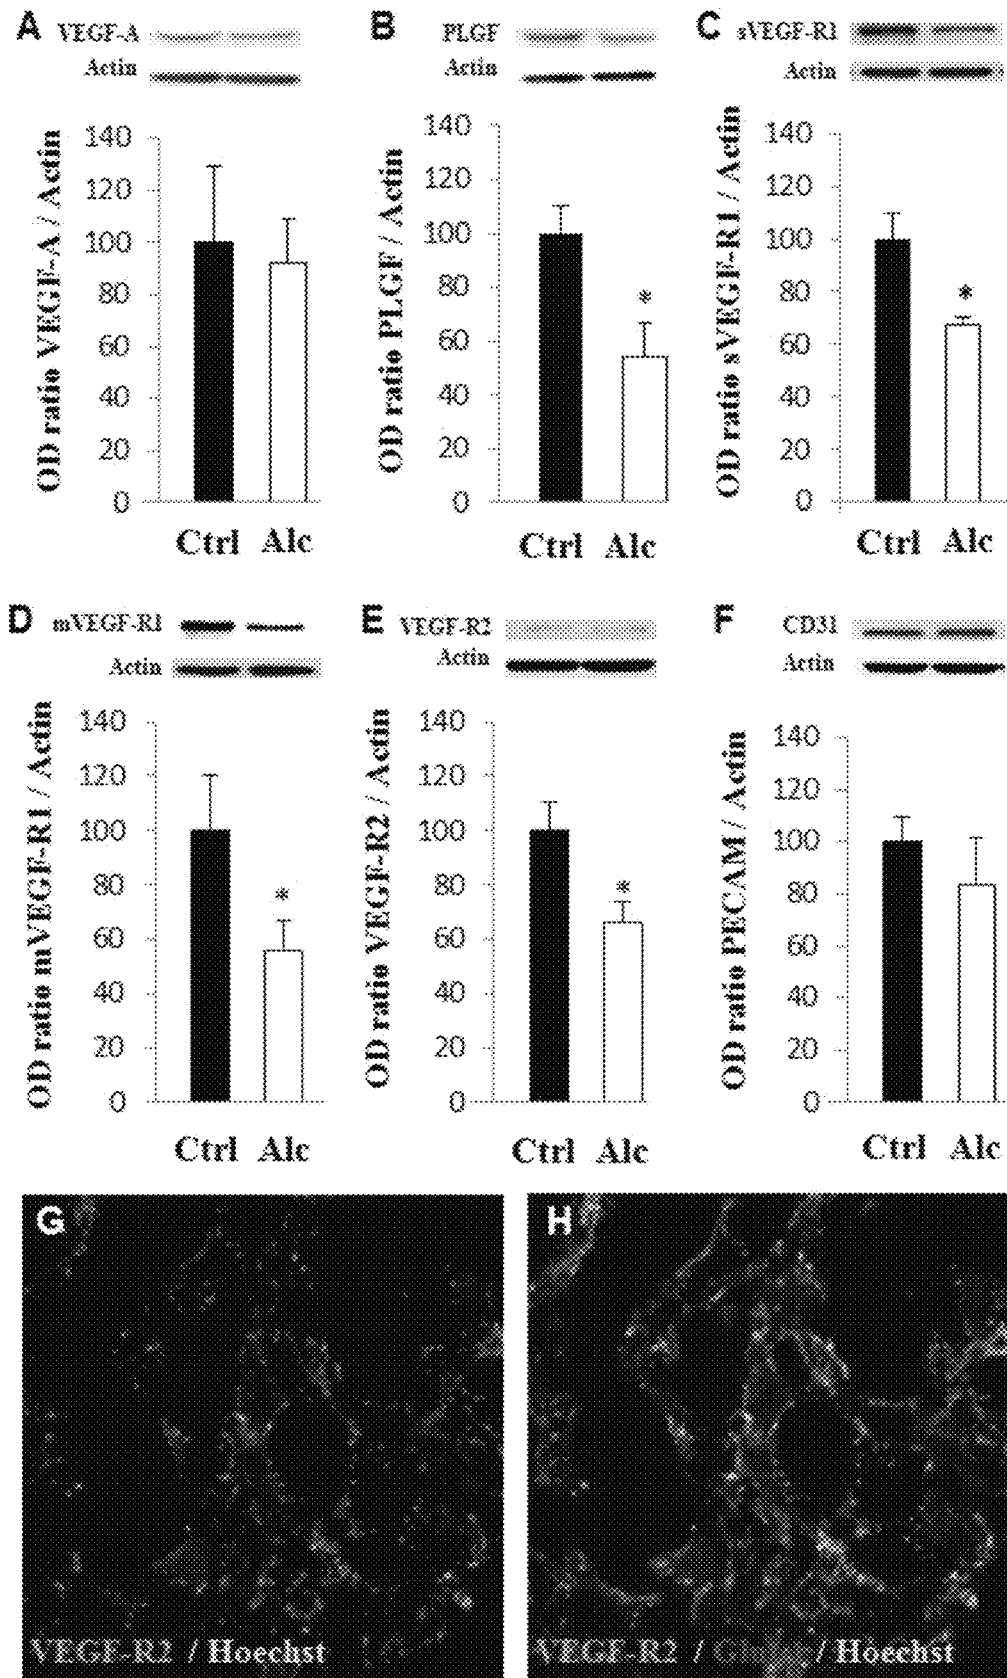 A VEGF-A
Actin
OD ratio VEGF-A / Actin
140
120
100
80
60
40
20
0
Ctrl Alc
B PLGF
Actin
OD ratio PLGF / Actin
140
120
100
80
60
40
20
0
*
Ctrl Alc
C sVEGF-R1
Actin
OD ratio sVEGF-R1 / Actin
140
120
100
80
60
40
20
0
*
Ctrl Alc
D mVEGF-R1
Actin
OD ratio mVEGF-R1 / Actin
140
120
100
80
60
40
20
0
*
Ctrl Alc
E VEGF-R2
Actin
OD ratio VEGF-R2 / Actin
140
120
100
80
60
40
20
0
*
Ctrl Alc
F CD31
Actin
OD ratio PECAM / Actin
140
120
100
80
60
40
20
0
Ctrl Alc
G
VEGF-R2 / Hoechst
H
VEGF-R2 / / Hoechst